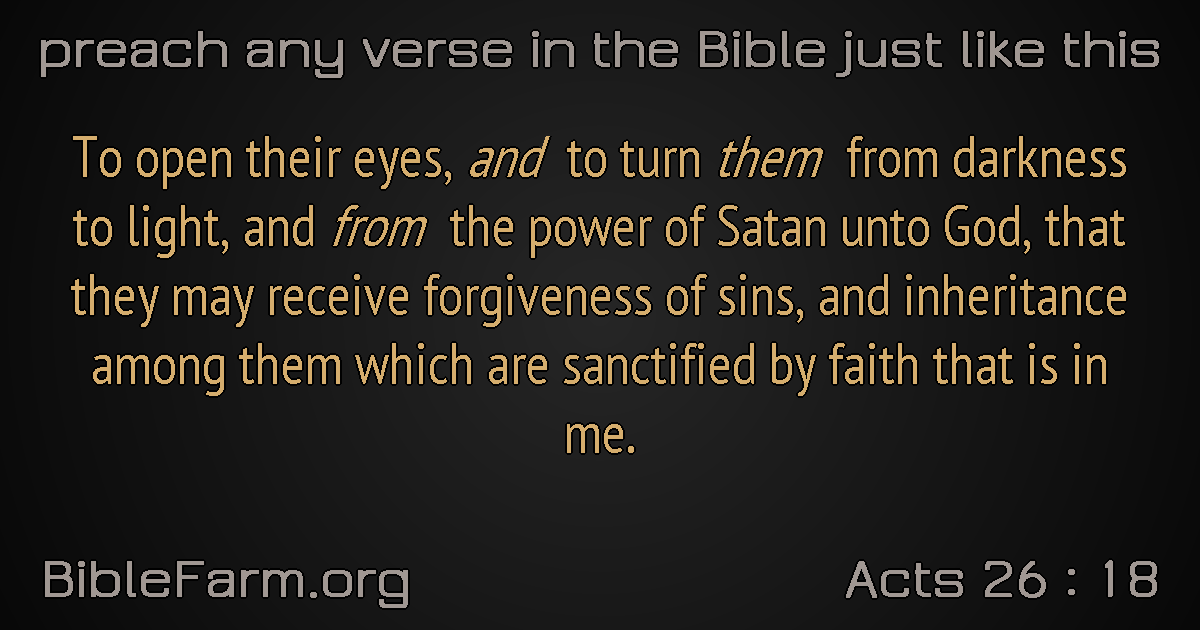 preach any verse in the Bible just like this
To open their eyes, and to turn them from darkness
to light, and from the power of Satan unto God, that
they may receive forgiveness of sins, and inheritance
among them which are sanctified by faith that is in
me.
BibleFarm.org
Acts 26 : 18